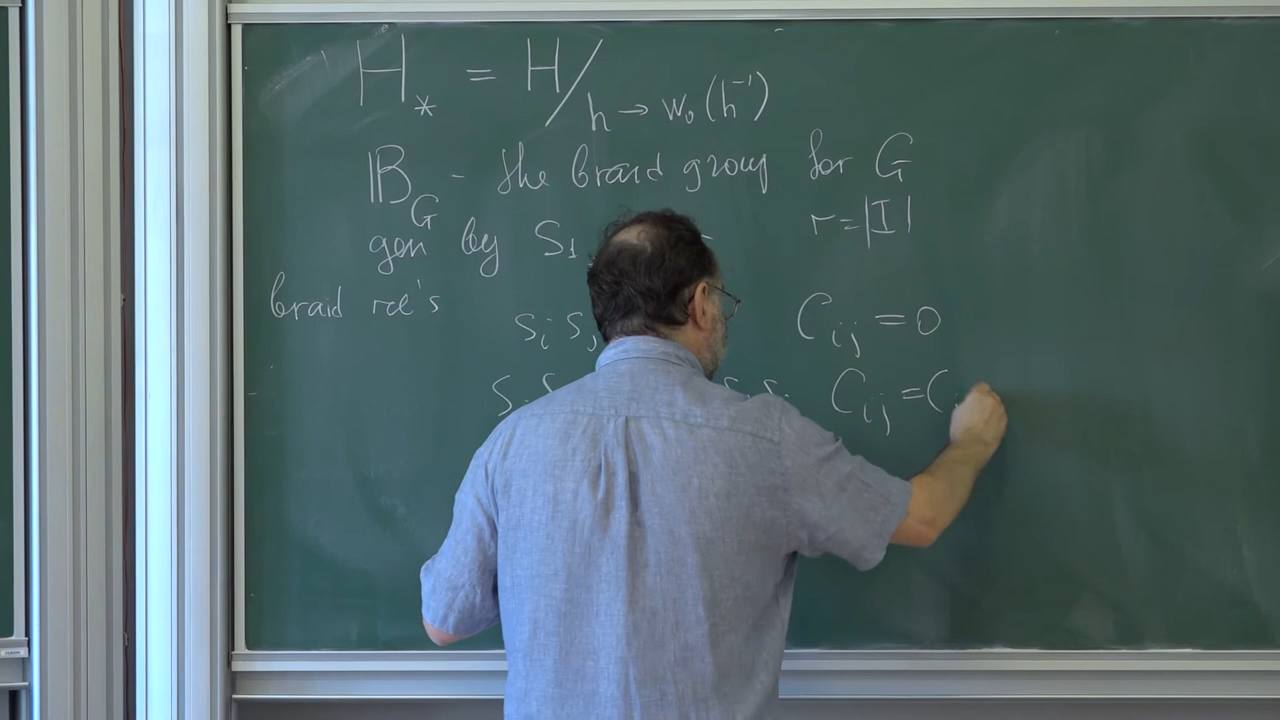 H_* = H/h → w₀(h⁻¹)
𝔹_G - the braid group for G
gen by S₁ r=|I|
braid rel's
s_i s_j C_ij = 0
C_ij = C